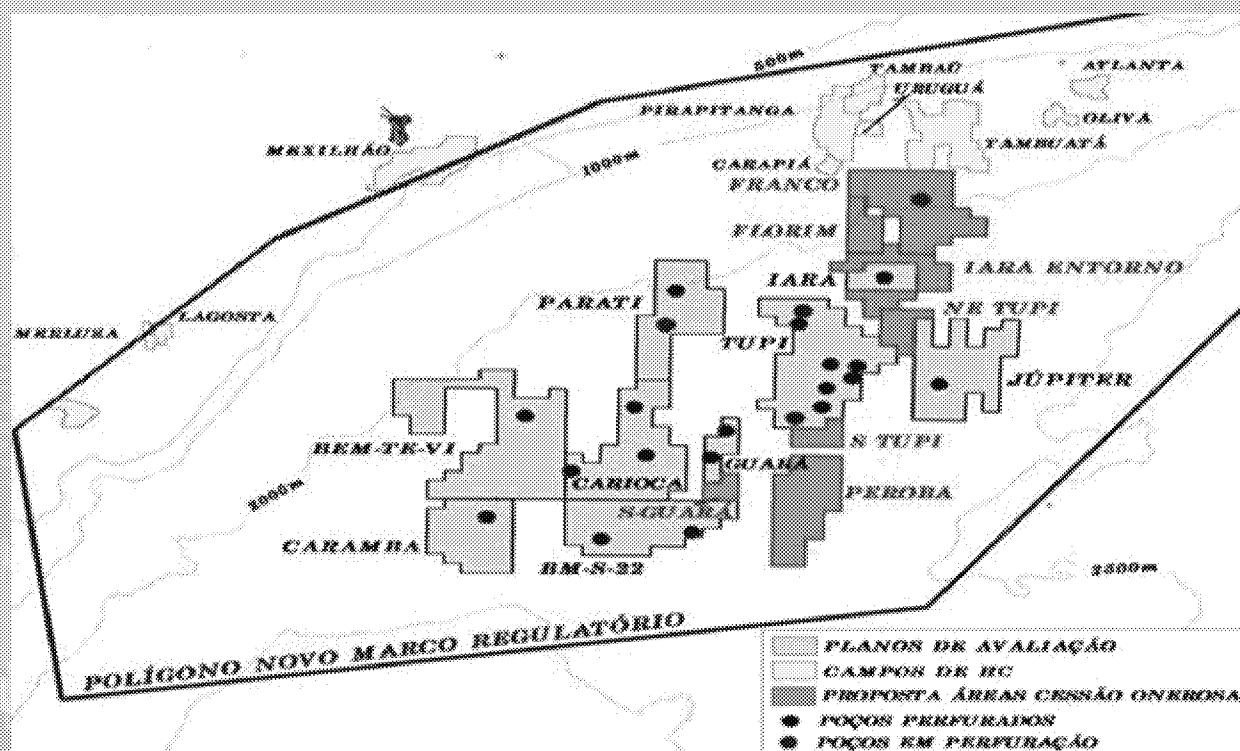 500m
TAMBAÚ
ATLANTA
URUGUÁ
PIRAPITANGA
OLIVA
MEXILHÃO
TAMBUATÁ
1000m
CARAPIÁ
FRANCO
FLORIM
IARA
IARA ENTORNO
PARATI
NE TUPI
LAGOSTA
MERLUZA
TUPI
JÚPITER
BEM-TE-VI
S TUPI
GUARÁ
CARIOCA
2000m
PEROBA
S-GUARÁ
CARAMBA
BM-S-22
2500m
POLÍGONO NOVO MARCO REGULATÓRIO
PLANOS DE AVALIAÇÃO
CAMPOS DE HC
PROPOSTA ÁREAS CESSÃO ONEROSA
POÇOS PERFURADOS
POÇOS EM PERFURAÇÃO